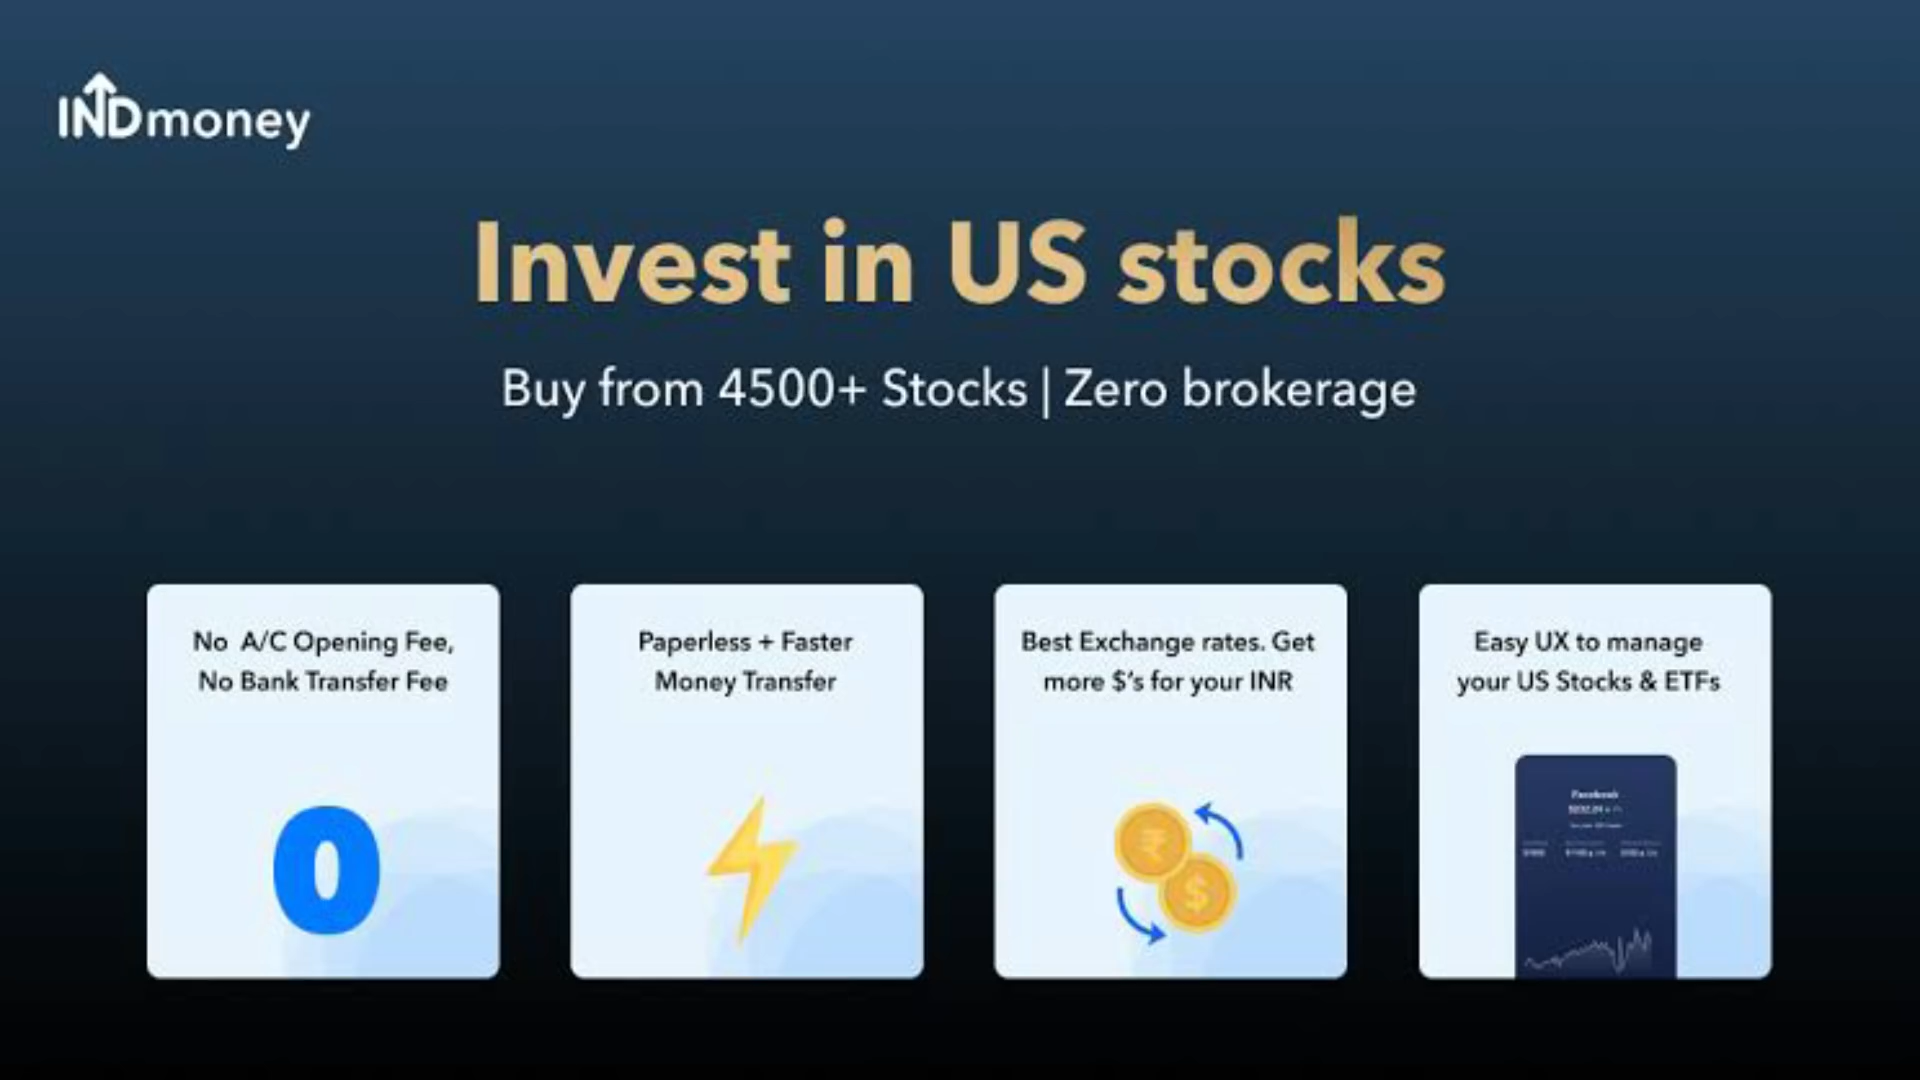 INDmoney
Invest in US stocks
Buy from 4500+ Stocks | Zero brokerage
No A/C Opening Fee,
No Bank Transfer Fee
0
Paperless + Faster
Money Transfer
Best Exchange rates. Get
more $'s for your INR
₹
$
Easy UX to manage
your US Stocks & ETFs
Facebook